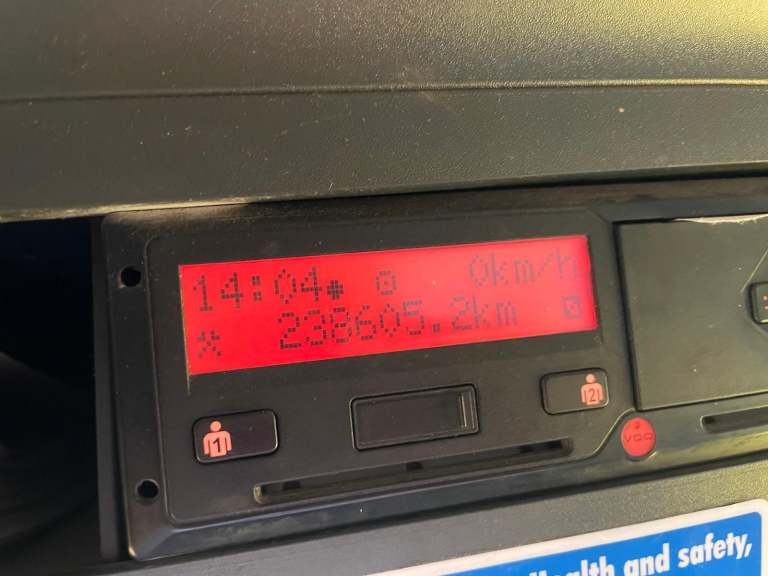 14:04 0km/h
238605.2km
1
2
VDO
Health and safety,